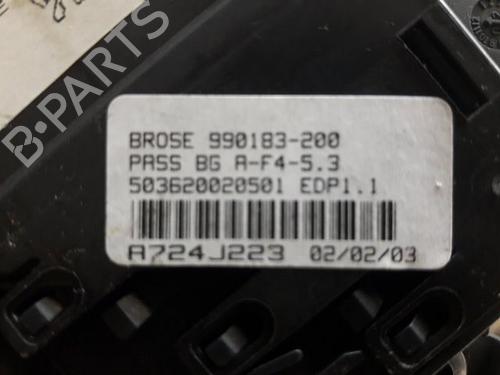 B-PARTS
BROSE 990183-200
PASS BG A-F4-5.3
503620020501 EDP1.1
A724J223 02/02/03